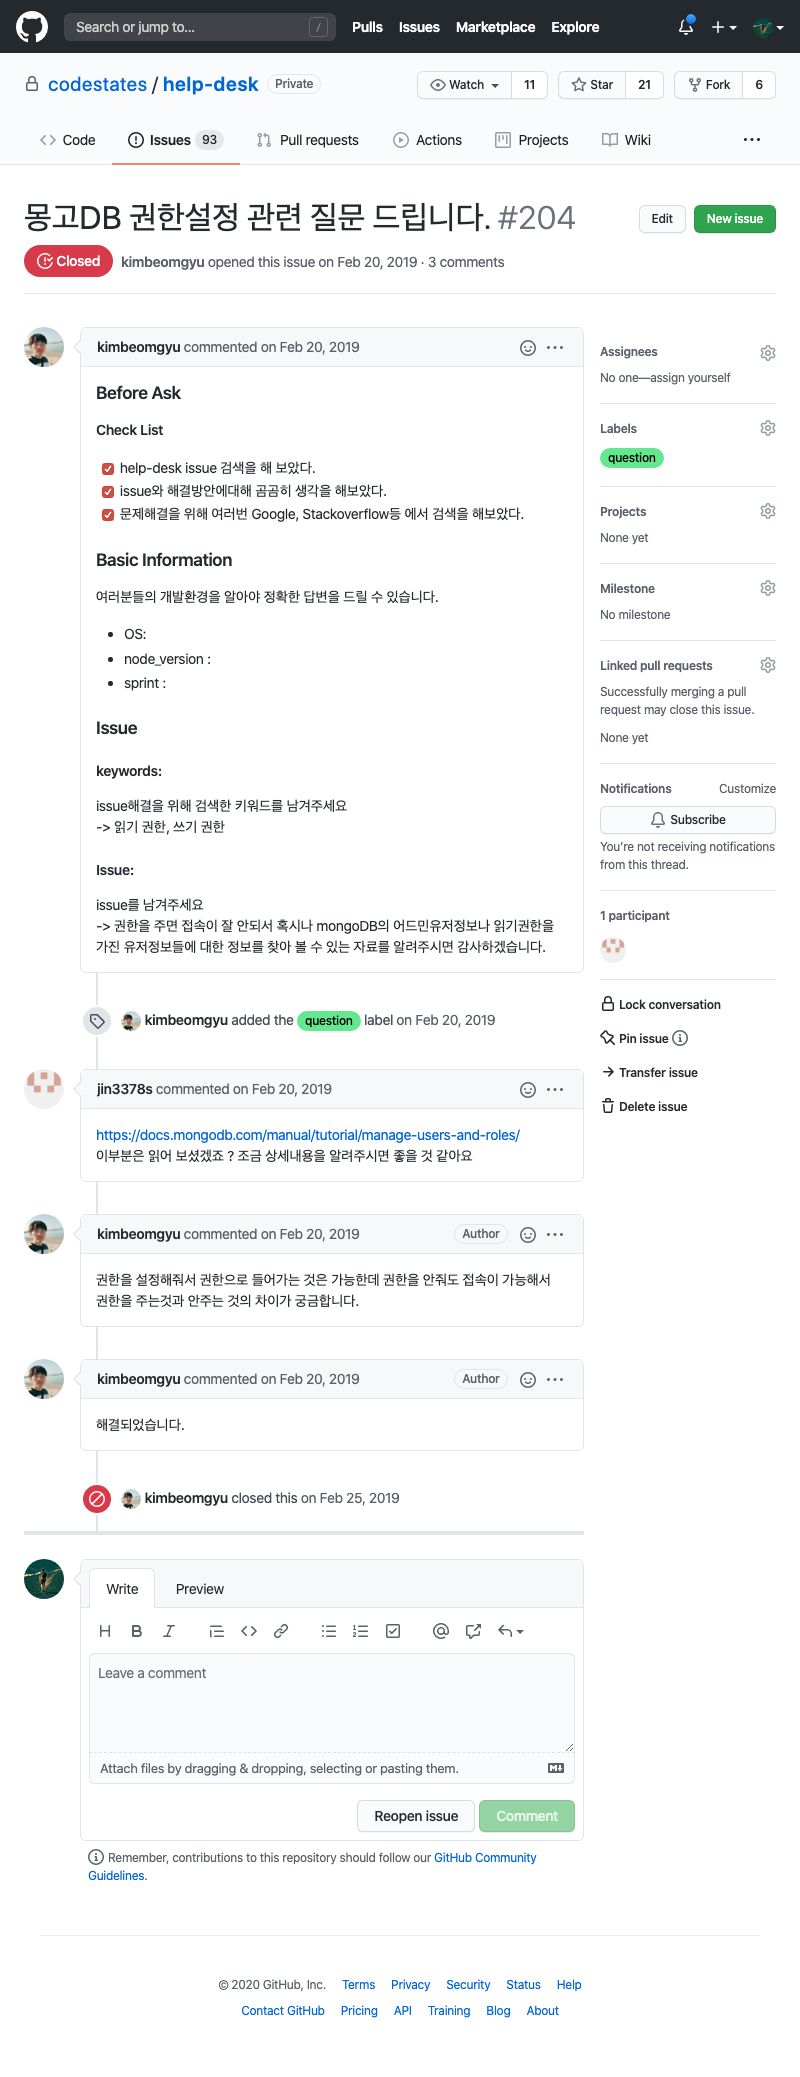 Search or jump to... /
Pulls Issues Marketplace Explore
codestates / help-desk Private
Watch 11 Star 21 Fork 6
Code Issues 93 Pull requests Actions Projects Wiki ...
몽고DB 권한설정 관련 질문 드립니다. #204
Edit New issue
Closed kimbeomgyu opened this issue on Feb 20, 2019 · 3 comments
kimbeomgyu commented on Feb 20, 2019
Before Ask
Check List
help-desk issue 검색을 해 보았다.
issue와 해결방안에대해 곰곰히 생각을 해보았다.
문제해결을 위해 여러번 Google, Stackoverflow등 에서 검색을 해보았다.
Basic Information
여러분들의 개발환경을 알아야 정확한 답변을 드릴 수 있습니다.
• OS:
• node_version :
• sprint :
Issue
keywords:
issue해결을 위해 검색한 키워드를 남겨주세요
-> 읽기 권한, 쓰기 권한
Issue:
issue를 남겨주세요
-> 권한을 주면 접속이 잘 안되서 혹시나 mongoDB의 어드민유저정보나 읽기권한을
가진 유저정보들에 대한 정보를 찾아 볼 수 있는 자료를 알려주시면 감사하겠습니다.
kimbeomgyu added the question label on Feb 20, 2019
jin3378s commented on Feb 20, 2019
https://docs.mongodb.com/manual/tutorial/manage-users-and-roles/
이부분은 읽어 보셨겠죠 ? 조금 상세내용을 알려주시면 좋을 것 같아요
kimbeomgyu commented on Feb 20, 2019 Author
권한을 설정해줘서 권한으로 들어가는 것은 가능한데 권한을 안줘도 접속이 가능해서
권한을 주는것과 안주는 것의 차이가 궁금합니다.
kimbeomgyu commented on Feb 20, 2019 Author
해결되었습니다.
kimbeomgyu closed this on Feb 25, 2019
Write Preview
H B I
Leave a comment
Attach files by dragging & dropping, selecting or pasting them.
Reopen issue Comment
Remember, contributions to this repository should follow our GitHub Community
Guidelines.
Assignees
No one—assign yourself
Labels
question
Projects
None yet
Milestone
No milestone
Linked pull requests
Successfully merging a pull
request may close this issue.
None yet
Notifications Customize
Subscribe
You're not receiving notifications
from this thread.
1 participant
Lock conversation
Pin issue
Transfer issue
Delete issue
© 2020 GitHub, Inc. Terms Privacy Security Status Help
Contact GitHub Pricing API Training Blog About